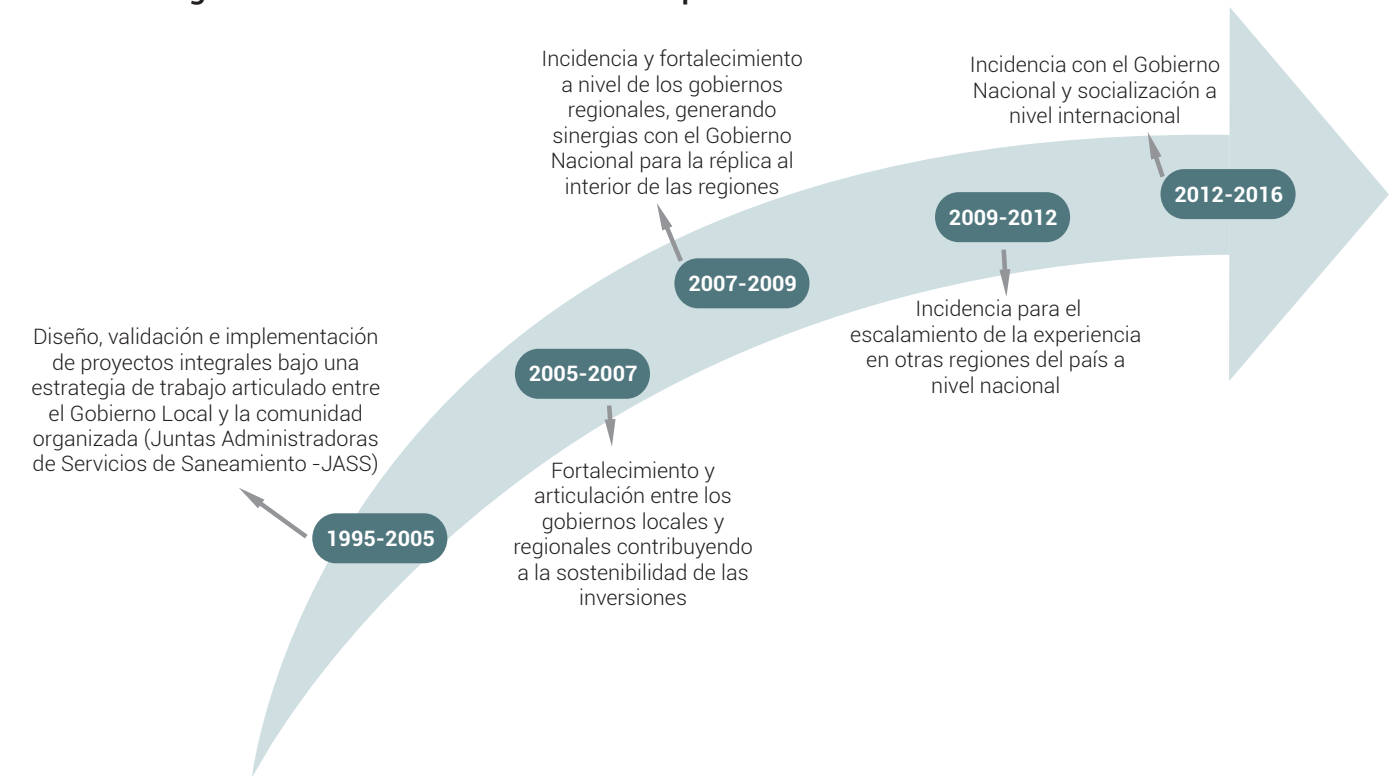 Incidencia y fortalecimiento
a nivel de los gobiernos
regionales, generando
sinergias con el Gobierno
Nacional para la réplica al
interior de las regiones
Incidencia con el Gobierno
Nacional y socialización a
nivel internacional
2012-2016
2009-2012
2007-2009
Incidencia para el
escalamiento de la experiencia
en otras regiones del país a
nivel nacional
Diseño, validación e implementación
de proyectos integrales bajo una
estrategia de trabajo articulado entre
el Gobierno Local y la comunidad
organizada (Juntas Administradoras
de Servicios de Saneamiento -JASS)
2005-2007
Fortalecimiento y
articulación entre los
gobiernos locales y
regionales contribuyendo
a la sostenibilidad de las
inversiones
1995-2005